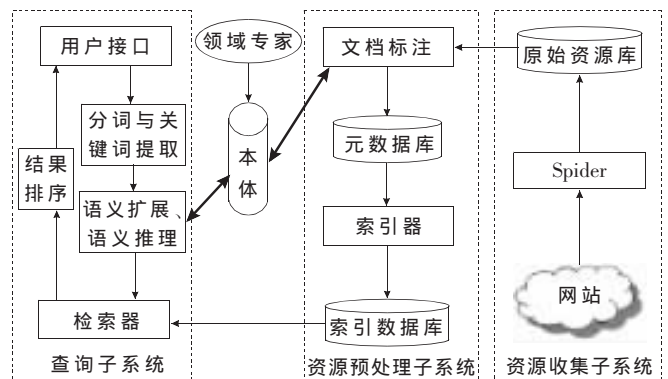 用户接口
分词与关
键词提取
结果
排序
语义扩展、
语义推理
检索器
查询子系统
领域专家
本
体
文档标注
元数据库
索引器
索引数据库
资源预处理子系统
原始资源库
Spider
网站
资源收集子系统